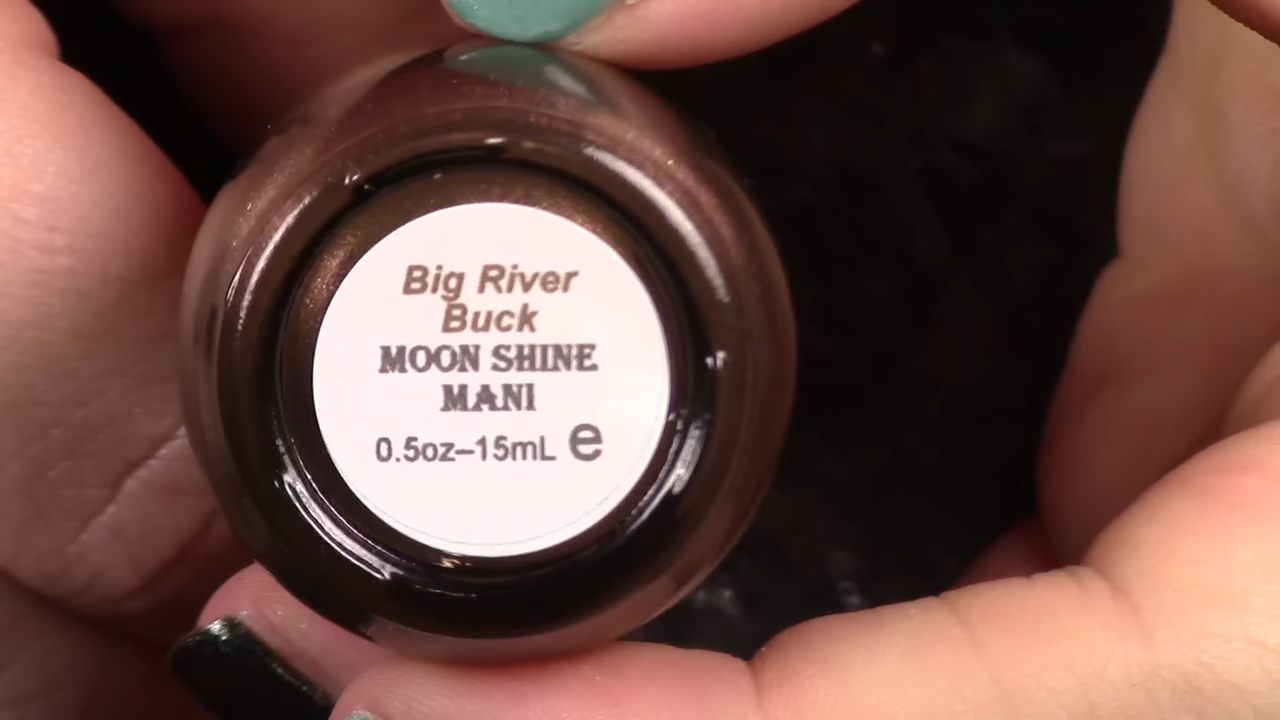 Big River
Buck
MOON SHINE
MANI
0.5oz–15mL e